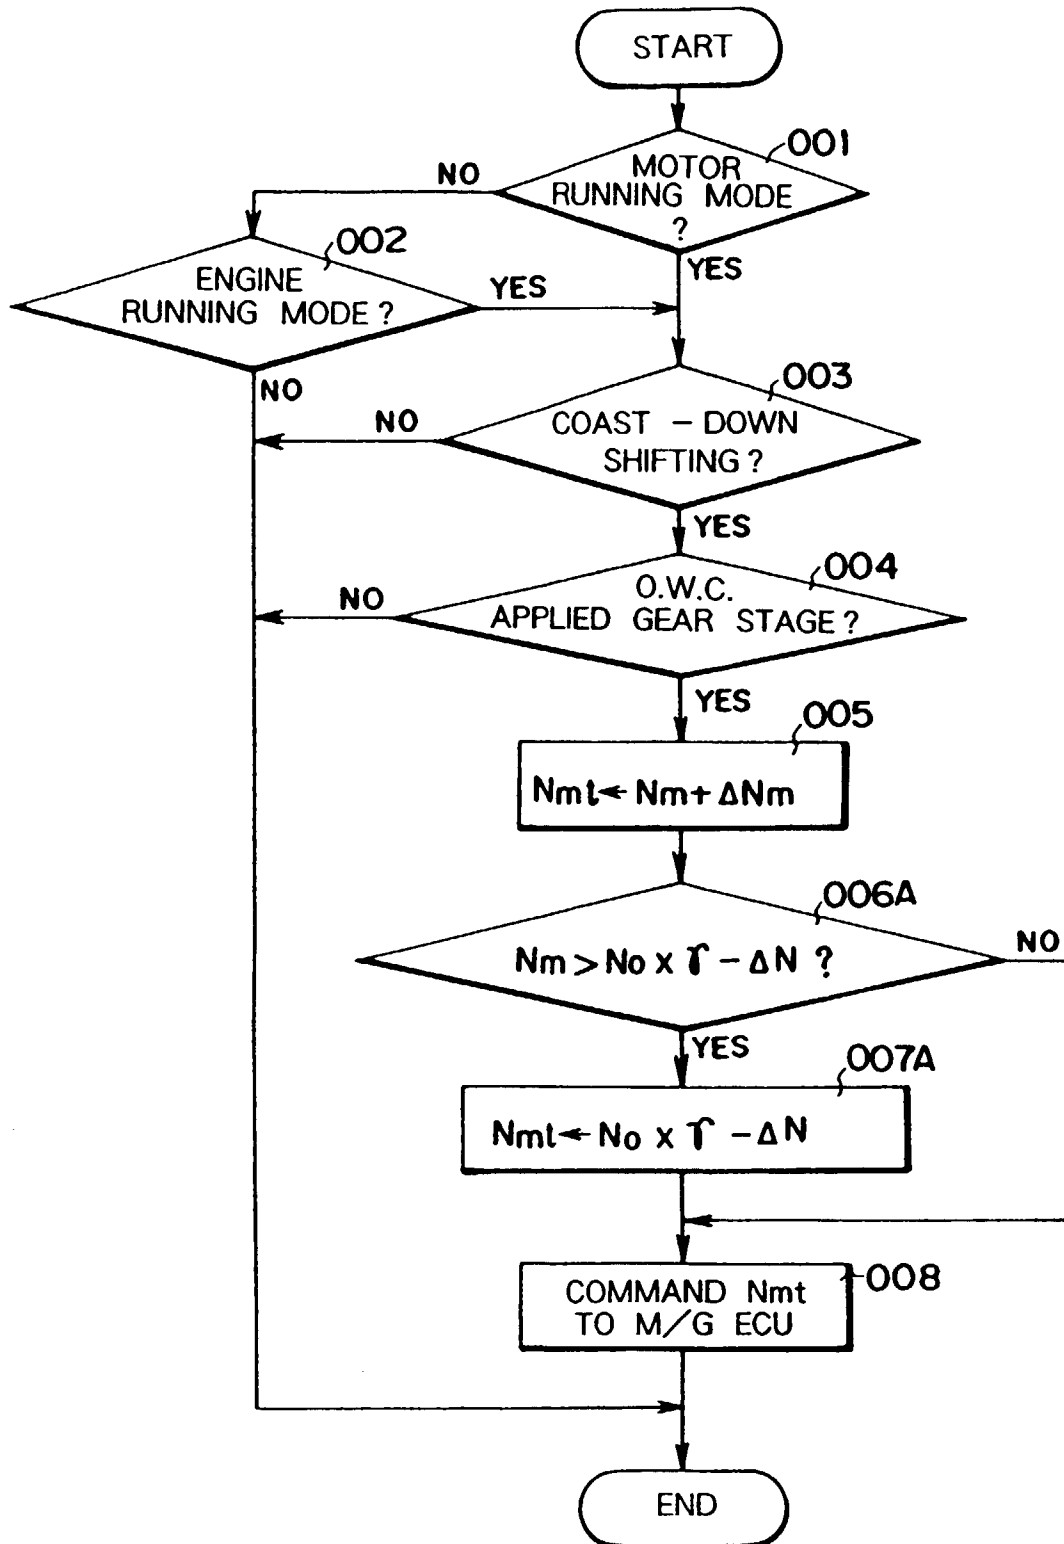 START
001
MOTOR
RUNNING MODE
?
NO
YES
002
ENGINE
RUNNING MODE ?
YES
NO
003
COAST – DOWN
SHIFTING ?
NO
YES
004
O.W.C.
APPLIED GEAR STAGE ?
NO
YES
005
Nmt ← Nm + ΔNm
006A
Nm > No x γ – ΔN ?
NO
YES
007A
Nmt ← No x γ – ΔN
008
COMMAND Nmt
TO M/G ECU
END